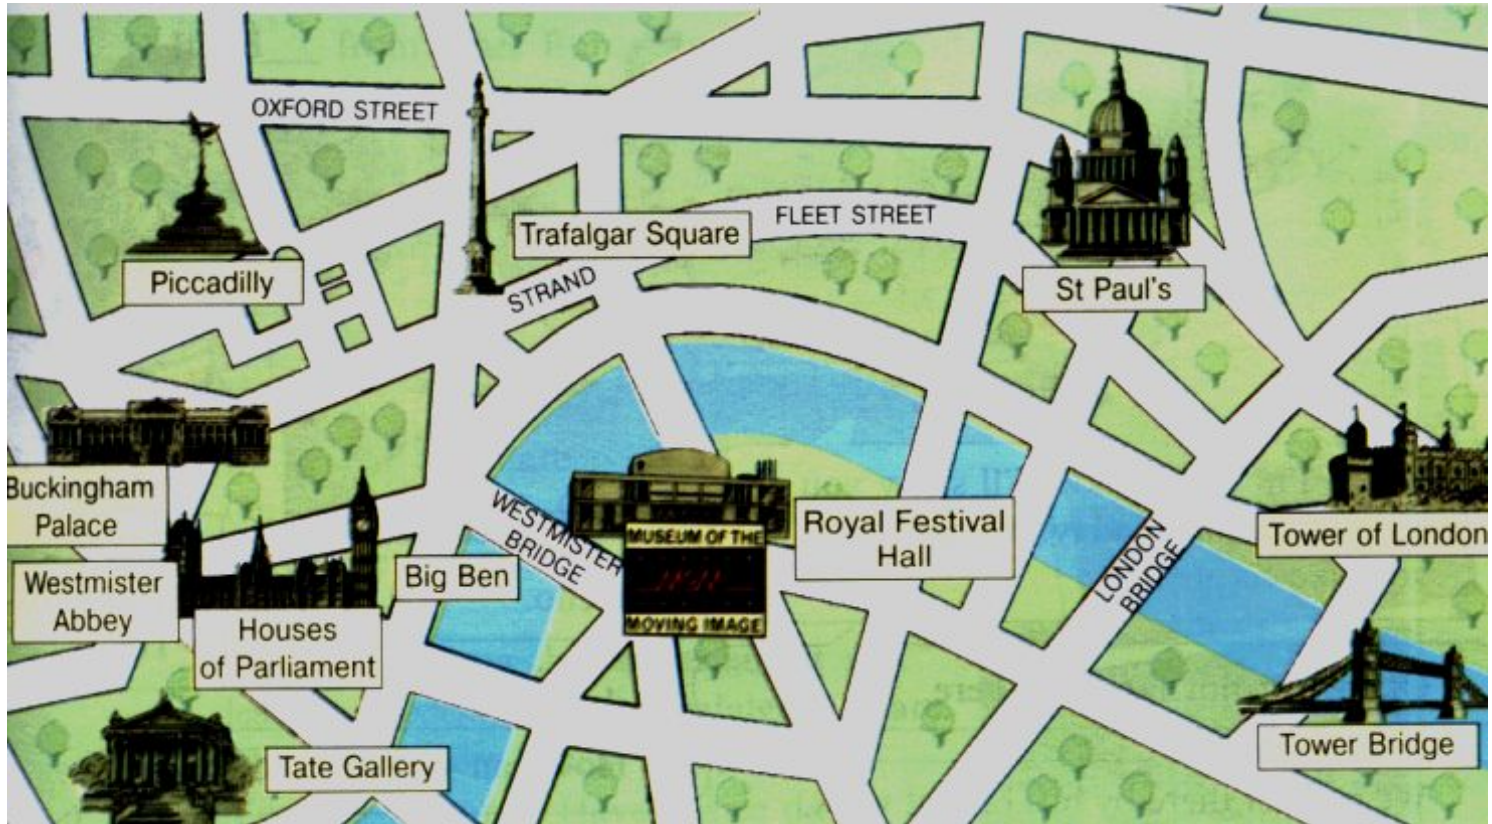 OXFORD STREET
Trafalgar Square
FLEET STREET
Piccadilly
STRAND
St Paul's
Buckingham
Palace
WESTMISTER
BRIDGE
Royal Festival
Hall
MUSEUM OF THE
MOVING IMAGE
LONDON
BRIDGE
Tower of London
Westmister
Abbey
Big Ben
Houses
of Parliament
Tate Gallery
Tower Bridge